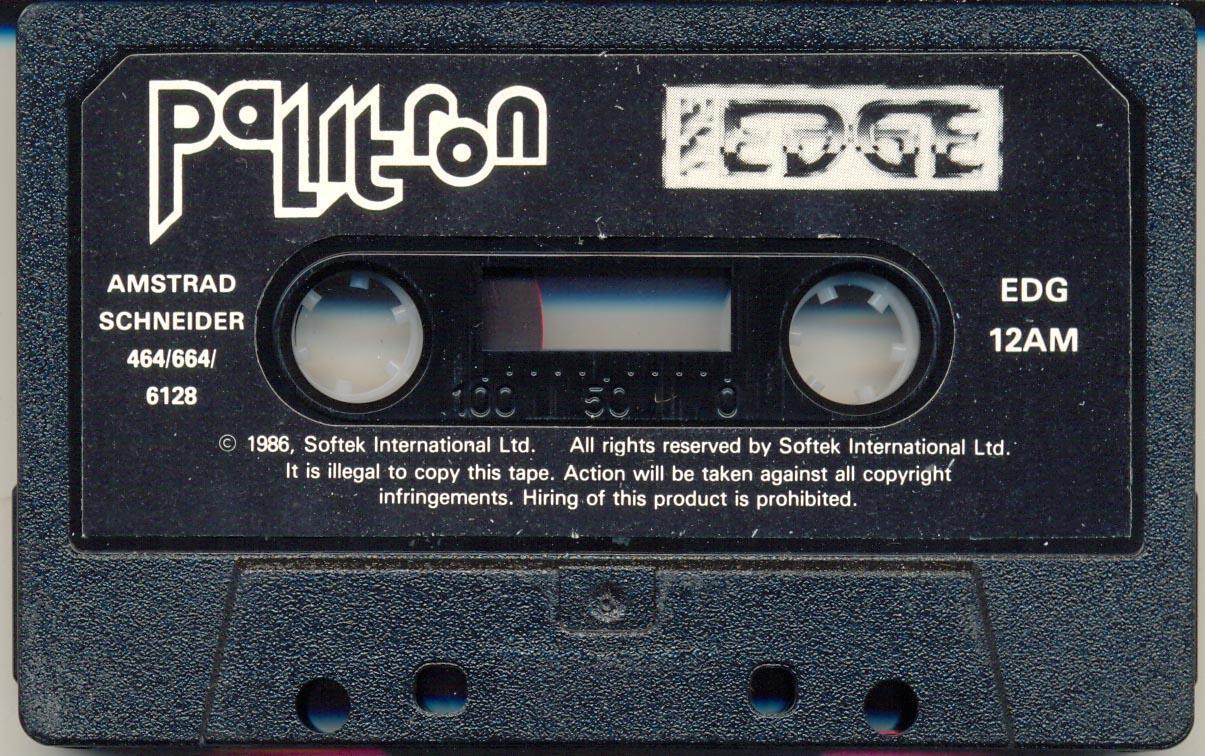 Palitron
THE EDGE
AMSTRAD
SCHNEIDER
464/664/
6128
EDG
12AM
100 50 0
© 1986, Softek International Ltd. All rights reserved by Softek International Ltd.
It is illegal to copy this tape. Action will be taken against all copyright
infringements. Hiring of this product is prohibited.